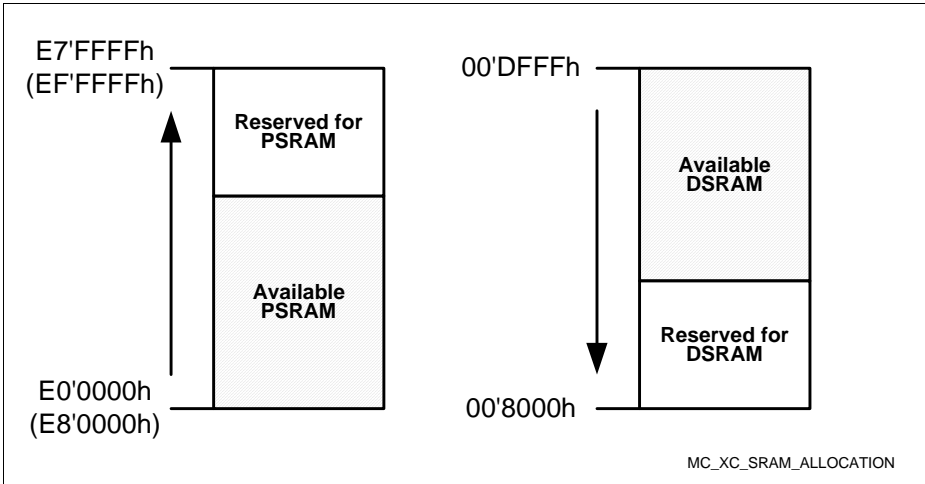 E7'FFFFh
(EF'FFFFh)
Reserved for
PSRAM
Available
PSRAM
E0'0000h
(E8'0000h)
00'DFFFh
Available
DSRAM
Reserved for
DSRAM
00'8000h
MC_XC_SRAM_ALLOCATION